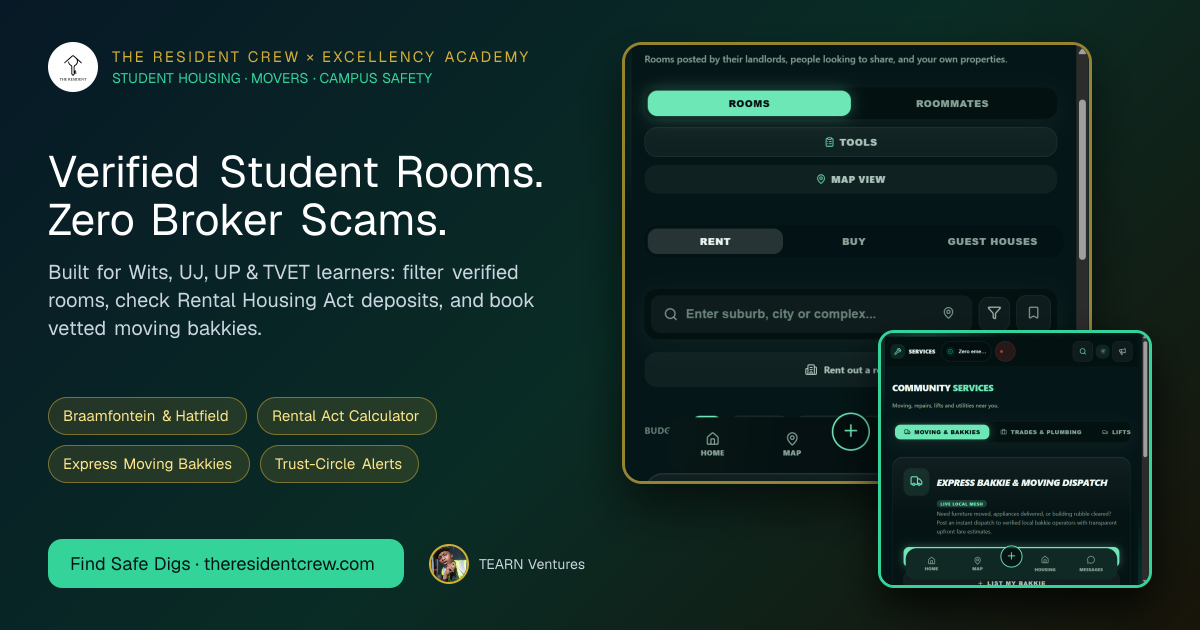 THE RESIDENT
THE RESIDENT CREW × EXCELLENCY ACADEMY
STUDENT HOUSING · MOVERS · CAMPUS SAFETY
Verified Student Rooms.
Zero Broker Scams.
Built for Wits, UJ, UP & TVET learners: filter verified
rooms, check Rental Housing Act deposits, and book
vetted moving bakkies.
Braamfontein & Hatfield
Rental Act Calculator
Express Moving Bakkies
Trust-Circle Alerts
Find Safe Digs · theresidentcrew.com
TEARN Ventures
Rooms posted by their landlords, people looking to share, and your own properties.
ROOMS
ROOMMATES
TOOLS
MAP VIEW
RENT
BUY
GUEST HOUSES
Enter suburb, city or complex...
Rent out a
HOME
MAP
SERVICES
Zero eme...
COMMUNITY SERVICES
Moving, repairs, lifts and utilities near you.
MOVING & BAKKIES
TRADES & PLUMBING
LIFTS
EXPRESS BAKKIE & MOVING DISPATCH
LIVE LOCAL MESH
Need furniture moved, appliances delivered, or building rubble cleared?
Post an instant dispatch to verified local bakkie operators with transparent
upfront fare estimates.
HOME
MAP
HOUSING
MESSAGES
+ LIST MY BAKKIE